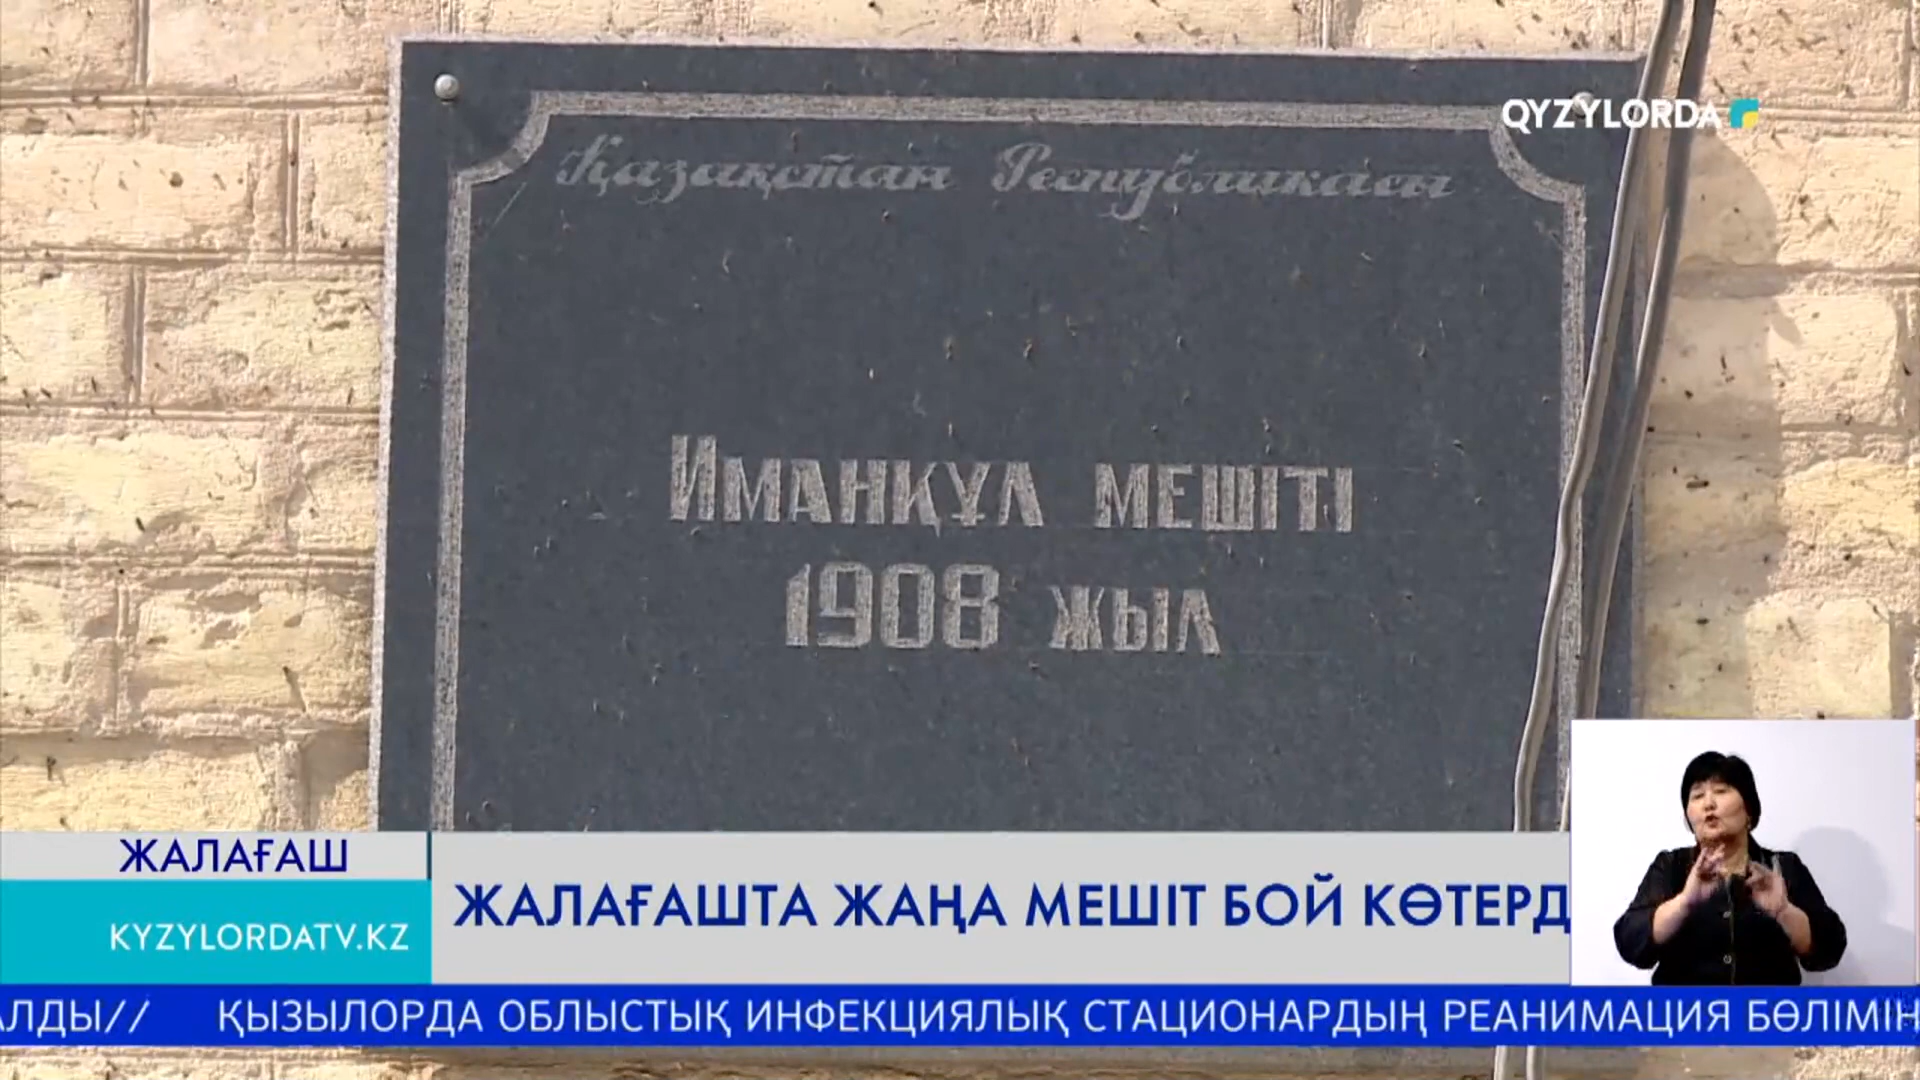 QYZYLORDA
Қазақстан Республикасы
Иманқұл мешіті
1908 жыл
ЖАЛАҒАШ
KYZYLORDATV.KZ
ЖАЛАҒАШТА ЖАҢА МЕШІТ БОЙ КӨТЕРД
АЛДЫ// ҚЫЗЫЛОРДА ОБЛЫСТЫҚ ИНФЕКЦИЯЛЫҚ СТАЦИОНАРДЫҢ РЕАНИМАЦИЯ БӨЛІМІН